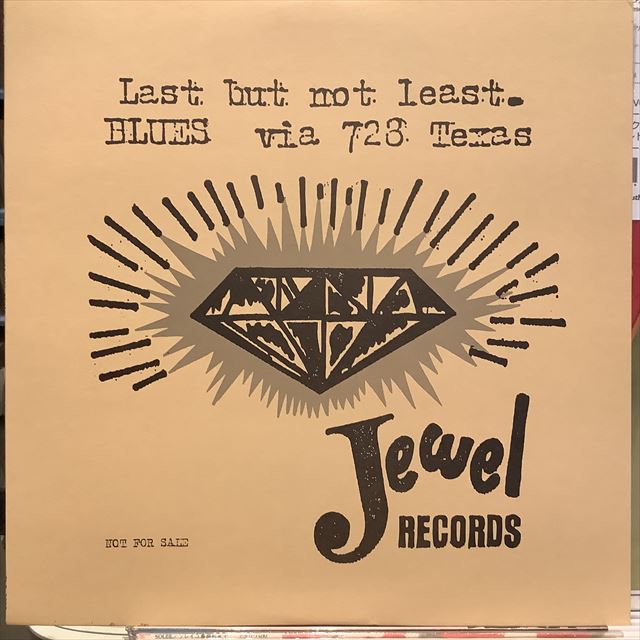 Last but not least.
BLUES via 728 Texas
Jewel
RECORDS
NOT FOR SALE